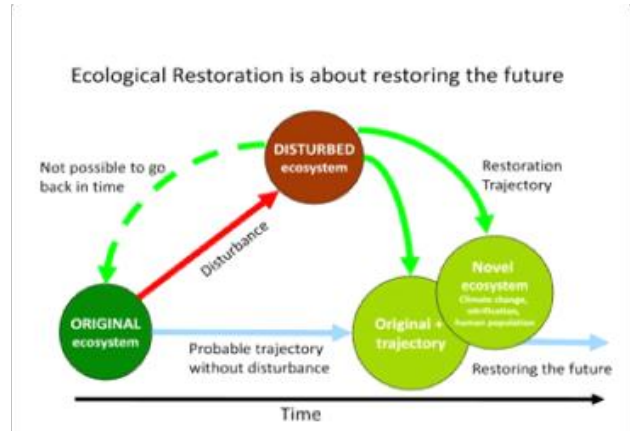 Ecological Restoration is about restoring the future
DISTURBED
ecosystem
Not possible to go
back in time
Restoration
Trajectory
Disturbance
Novel
ecosystem
Climate change,
nitrification,
human population
ORIGINAL
ecosystem
Original +
trajectory
Probable trajectory
without disturbance
Restoring the future
Time